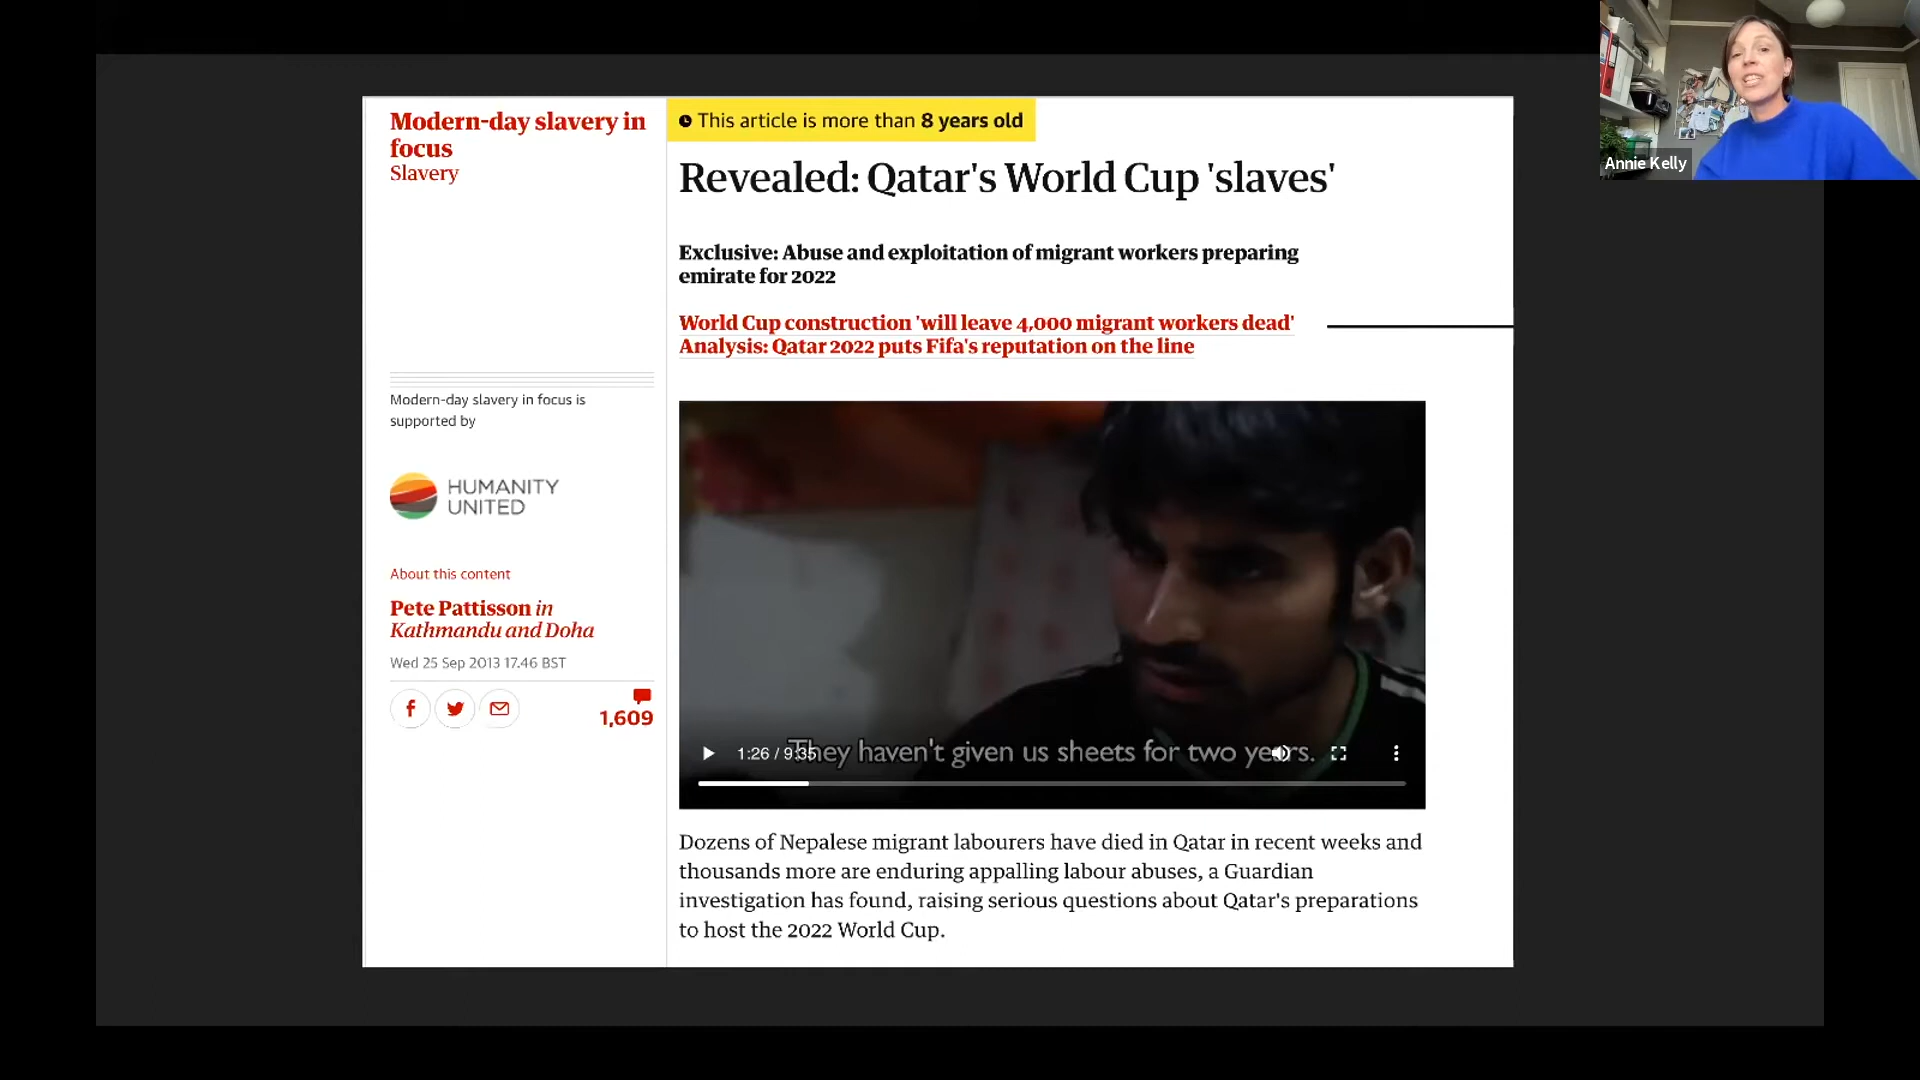 Annie Kelly
Modern-day slavery in
focus
Slavery
This article is more than 8 years old
Revealed: Qatar's World Cup 'slaves'
Exclusive: Abuse and exploitation of migrant workers preparing
emirate for 2022
World Cup construction 'will leave 4,000 migrant workers dead'
Analysis: Qatar 2022 puts Fifa's reputation on the line
Modern-day slavery in focus is
supported by
HUMANITY
UNITED
About this content
Pete Pattisson in
Kathmandu and Doha
Wed 25 Sep 2013 17.46 BST
1,609
They haven't given us sheets for two years.
1:26 / 9:35
Dozens of Nepalese migrant labourers have died in Qatar in recent weeks and
thousands more are enduring appalling labour abuses, a Guardian
investigation has found, raising serious questions about Qatar's preparations
to host the 2022 World Cup.